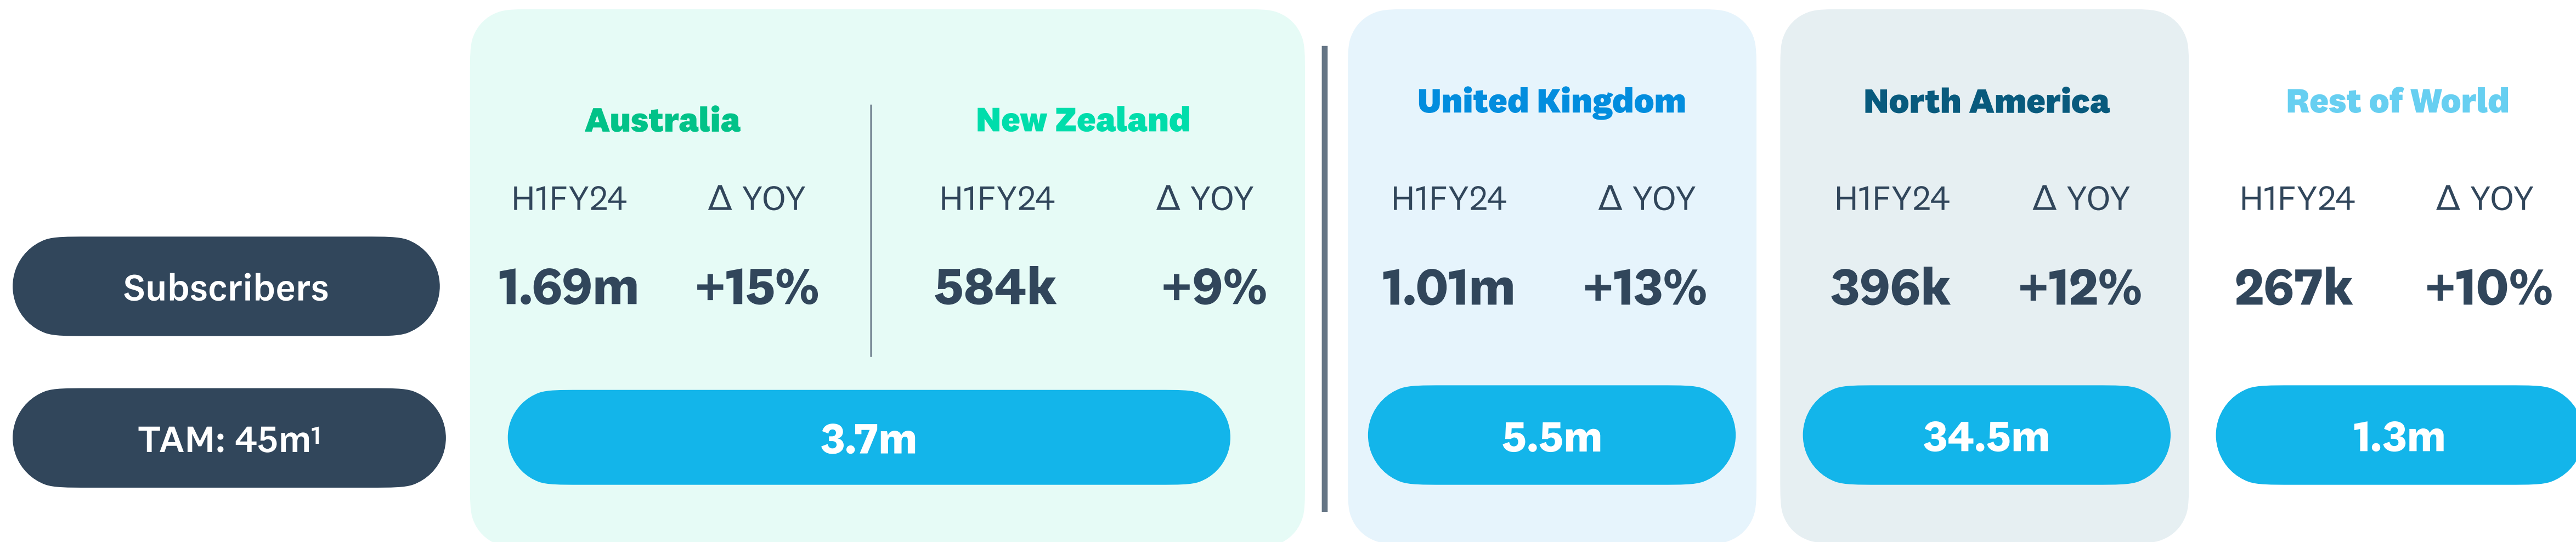 Australia New Zealand United Kingdom North America Rest of World
H1FY24 Δ YOY H1FY24 Δ YOY H1FY24 Δ YOY H1FY24 Δ YOY H1FY24 Δ YOY
Subscribers 1.69m +15% 584k +9% 1.01m +13% 396k +12% 267k +10%
TAM: 45m¹ 3.7m 5.5m 34.5m 1.3m